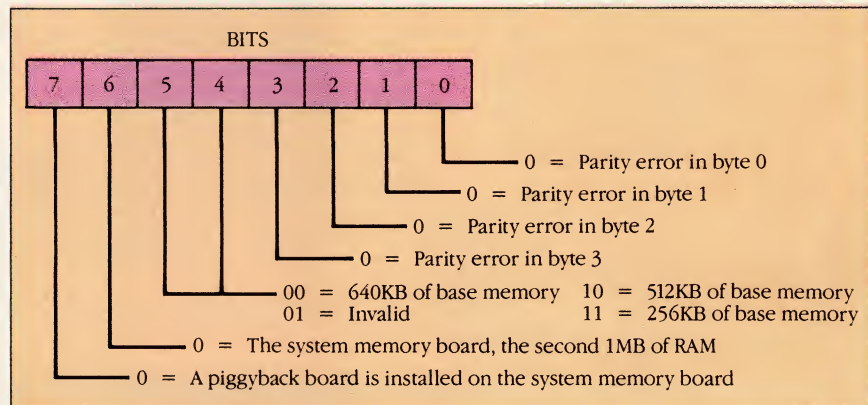 BITS
7 6 5 4 3 2 1 0
0 = Parity error in byte 0
0 = Parity error in byte 1
0 = Parity error in byte 2
0 = Parity error in byte 3
00 = 640KB of base memory 10 = 512KB of base memory
01 = Invalid 11 = 256KB of base memory
0 = The system memory board, the second 1MB of RAM
0 = A piggyback board is installed on the system memory board